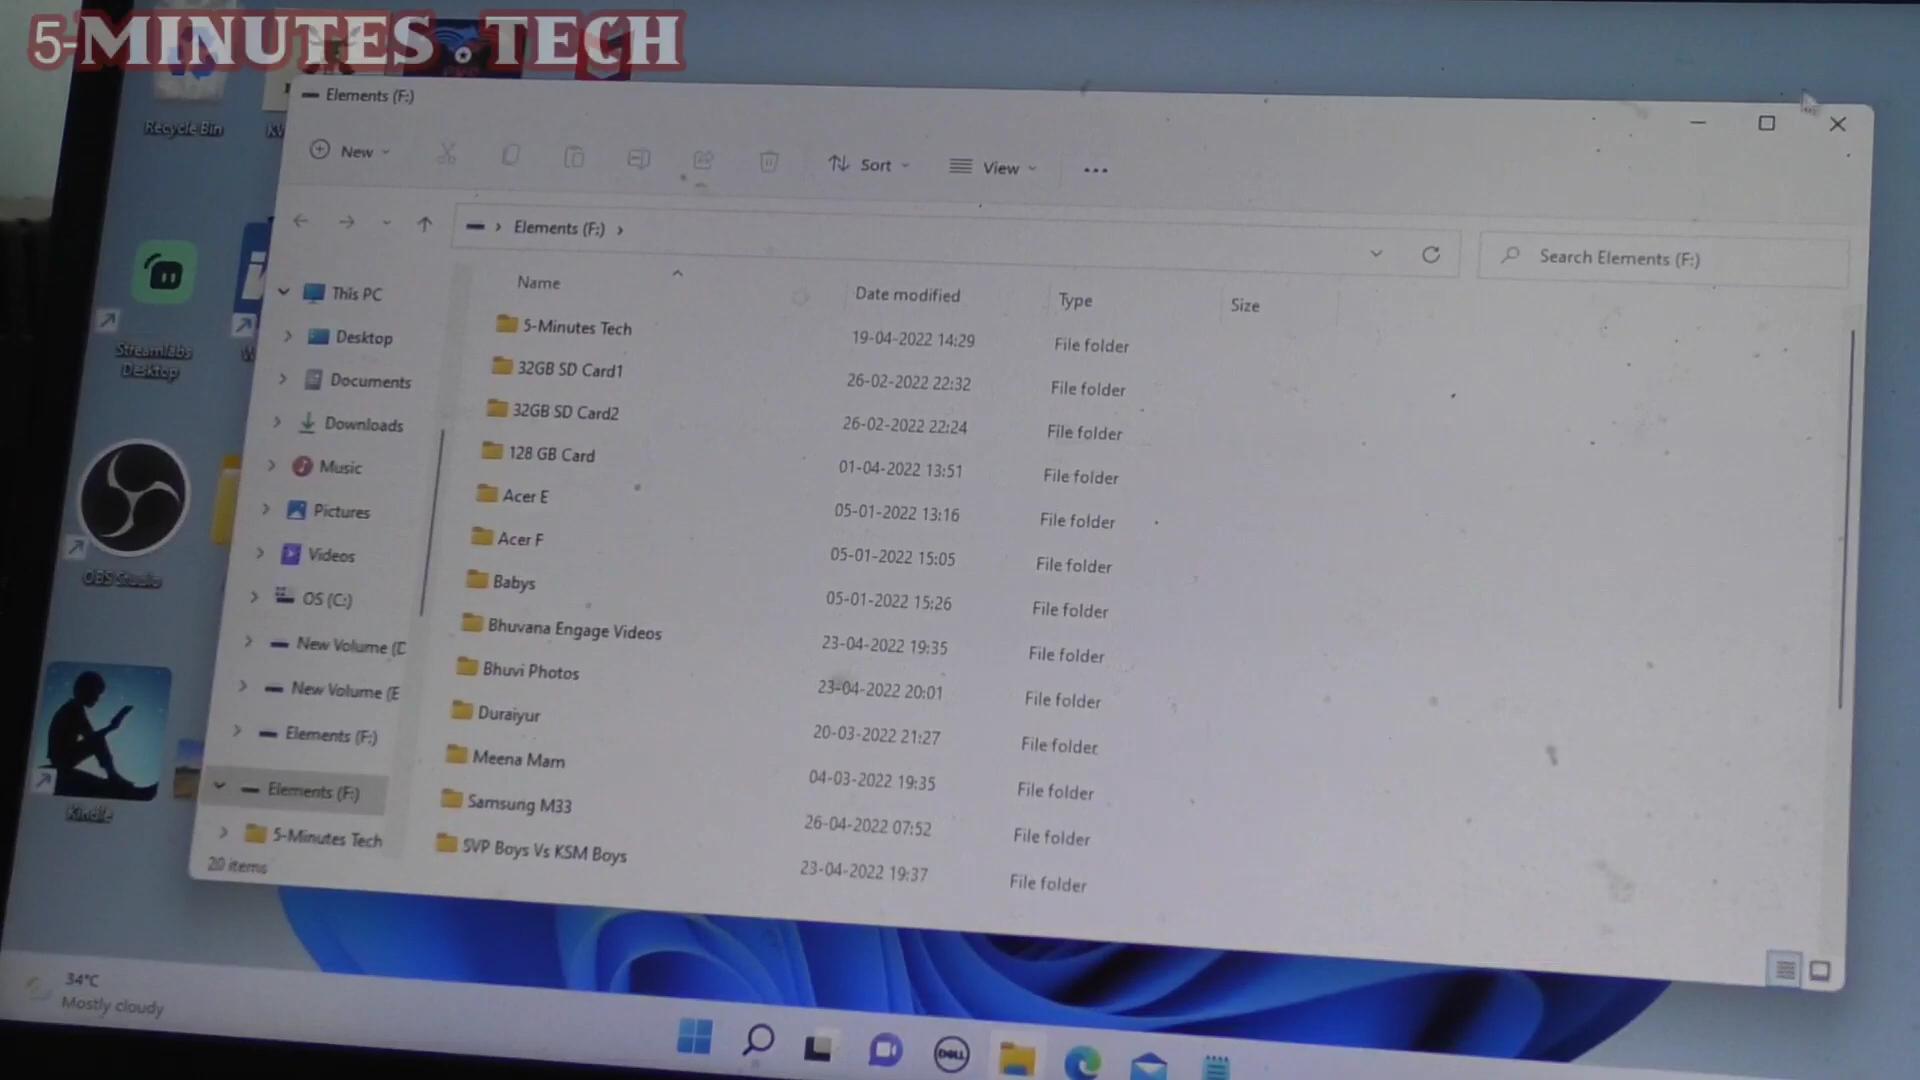 5-MINUTES TECH
Recycle Bin
Elements (F:)
New
Sort
View
Elements (F:)
Search Elements (F:)
Name
Date modified
Type
Size
This PC
Desktop
Documents
Downloads
Music
Pictures
Videos
OS (C:)
New Volume (
New Volume (E
Elements (F:)
Elements (F:)
5-Minutes Tech
20 items
5-Minutes Tech 19-04-2022 14:29 File folder
32GB SD Card1 26-02-2022 22:32 File folder
32GB SD Card2 26-02-2022 22:24 File folder
128 GB Card 01-04-2022 13:51 File folder
Acer E 05-01-2022 13:16 File folder
Acer F 05-01-2022 15:05 File folder
Babys 05-01-2022 15:26 File folder
Bhuvana Engage Videos 23-04-2022 19:35 File folder
Bhuvi Photos 23-04-2022 20:01 File folder
Duraiyur 20-03-2022 21:27 File folder
Meena Mam 04-03-2022 19:35 File folder
Samsung M33 26-04-2022 07:52 File folder
SVP Boys Vs KSM Boys 23-04-2022 19:37 File folder
Streamlabs
Desktop
OBS Studio
Kindle
34°C
Mostly cloudy
DELL